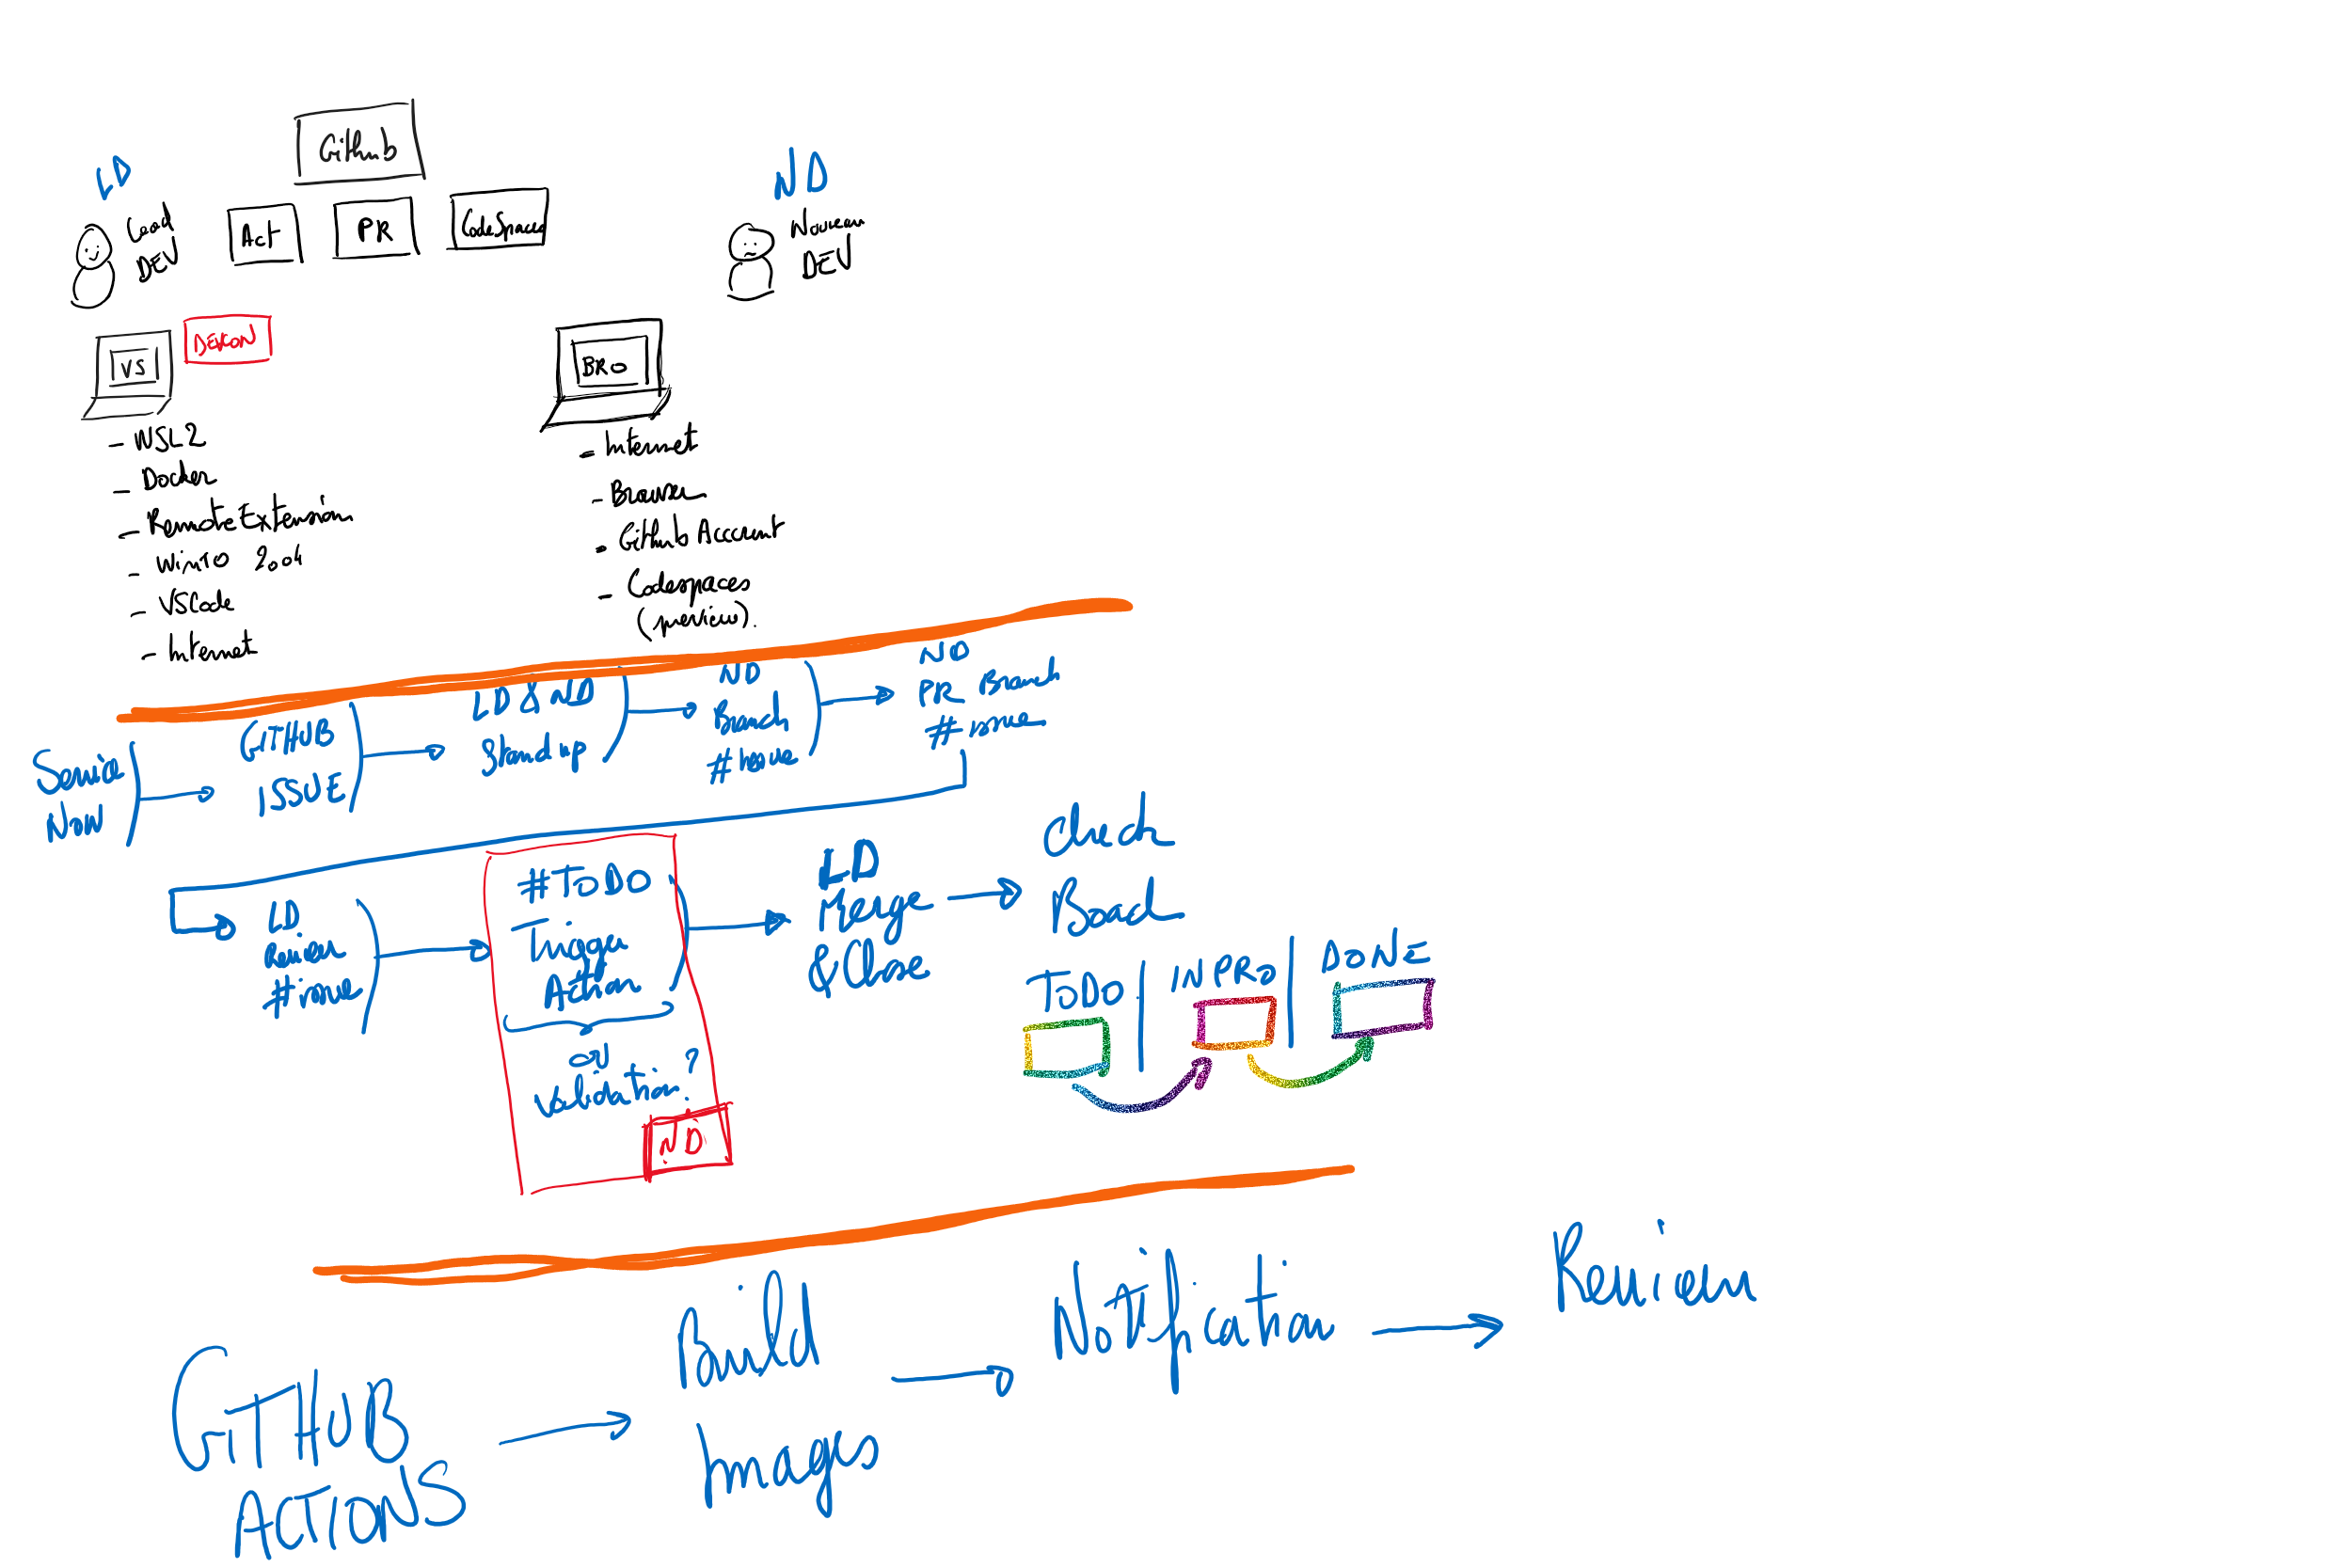 LD
Lead
DEV
Github
Act
PR
CodeSpaces
ND
Nouveau
DEV
VS
DEVCON
- WSL2
- Docker
- Remote Extension
- Win10 2004
- VSCode
- Internet
BRO
- Internet
- Browser
- Github Account
- Codespaces
(preview).
Service
Now
GITHUB
ISSUE
LD & ND
Stand up
ND
Branch
#Issue
ND
PR Branch
#issue
LD
Review
#issue
#TODO
Trigger
Action
ou
validation?
ND
LD
Merge
& Close
Check
Board
TODO
INPRO
DONE
GITHUB
ACTIONS
Build
Images
Notification
Review